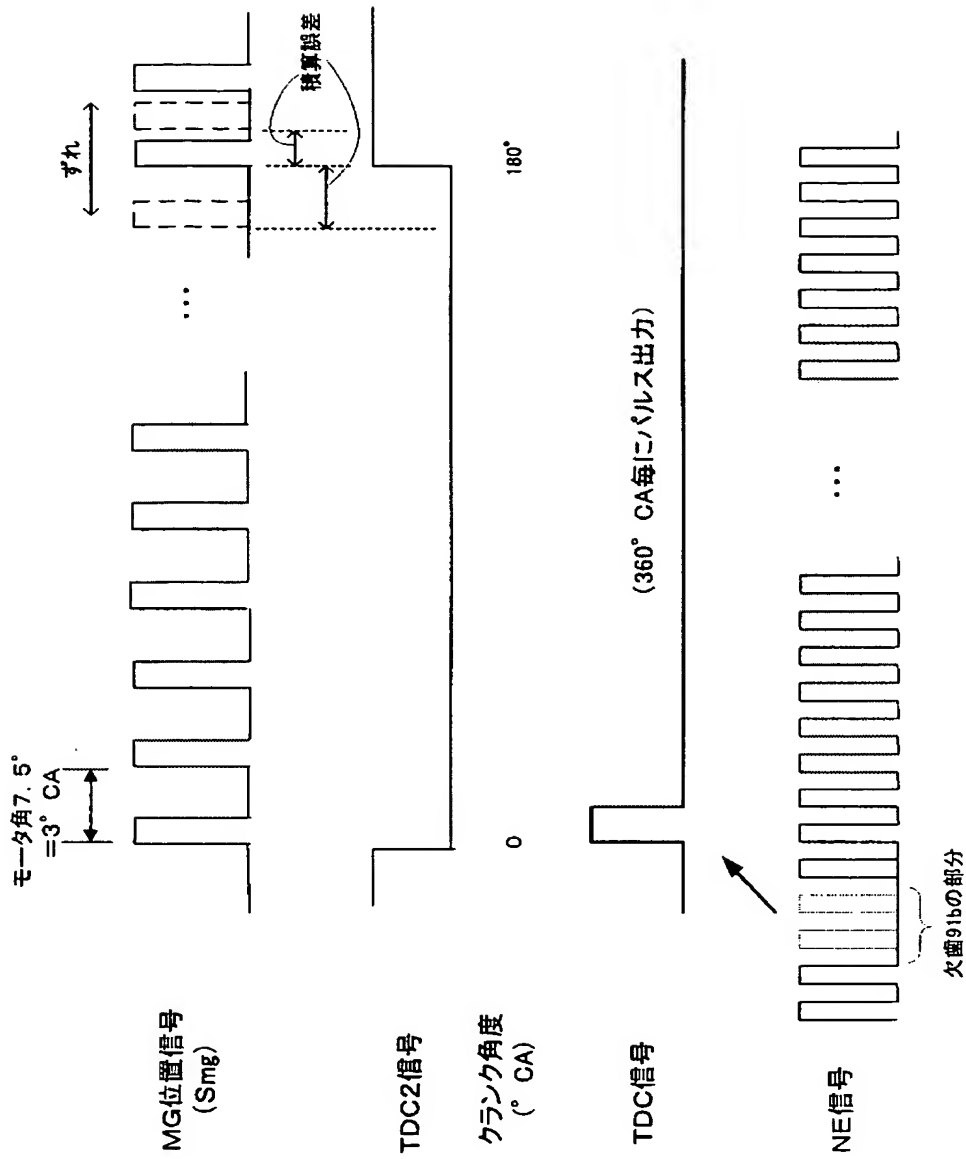 モータ角7.5°
=3° CA
ずれ
MG位置信号
(Smg)
...
積算誤差
TDC2信号
クランク角度
(° CA)
0
180°
TDC信号
(360° CA毎にパルス出力)
NE信号
...
欠歯91bの部分